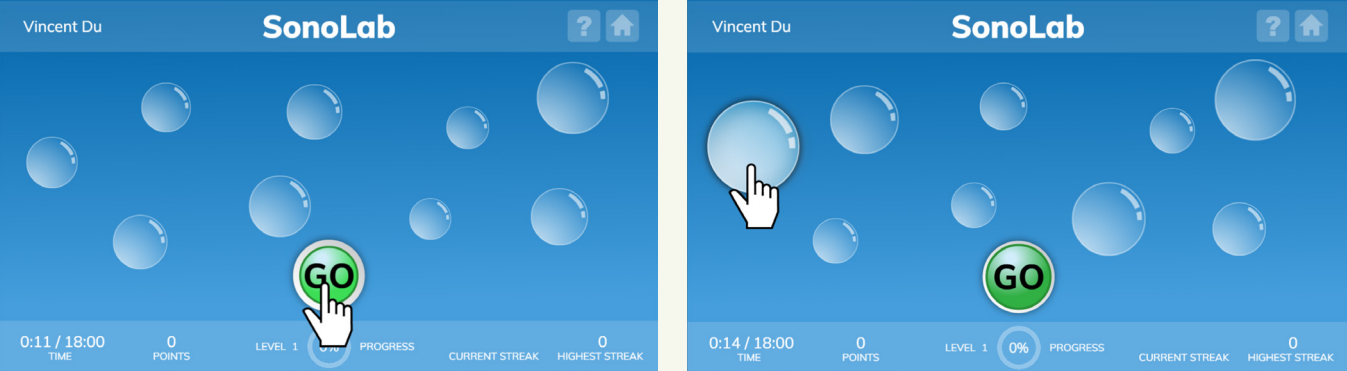 Vincent Du
SonoLab
?
GO
0:11 / 18:00
TIME
0
POINTS
LEVEL 1
PROGRESS
CURRENT STREAK
0
HIGHEST STREAK
Vincent Du
SonoLab
?
GO
0:14 / 18:00
TIME
0
POINTS
LEVEL 1
0%
PROGRESS
CURRENT STREAK
0
HIGHEST STREAK